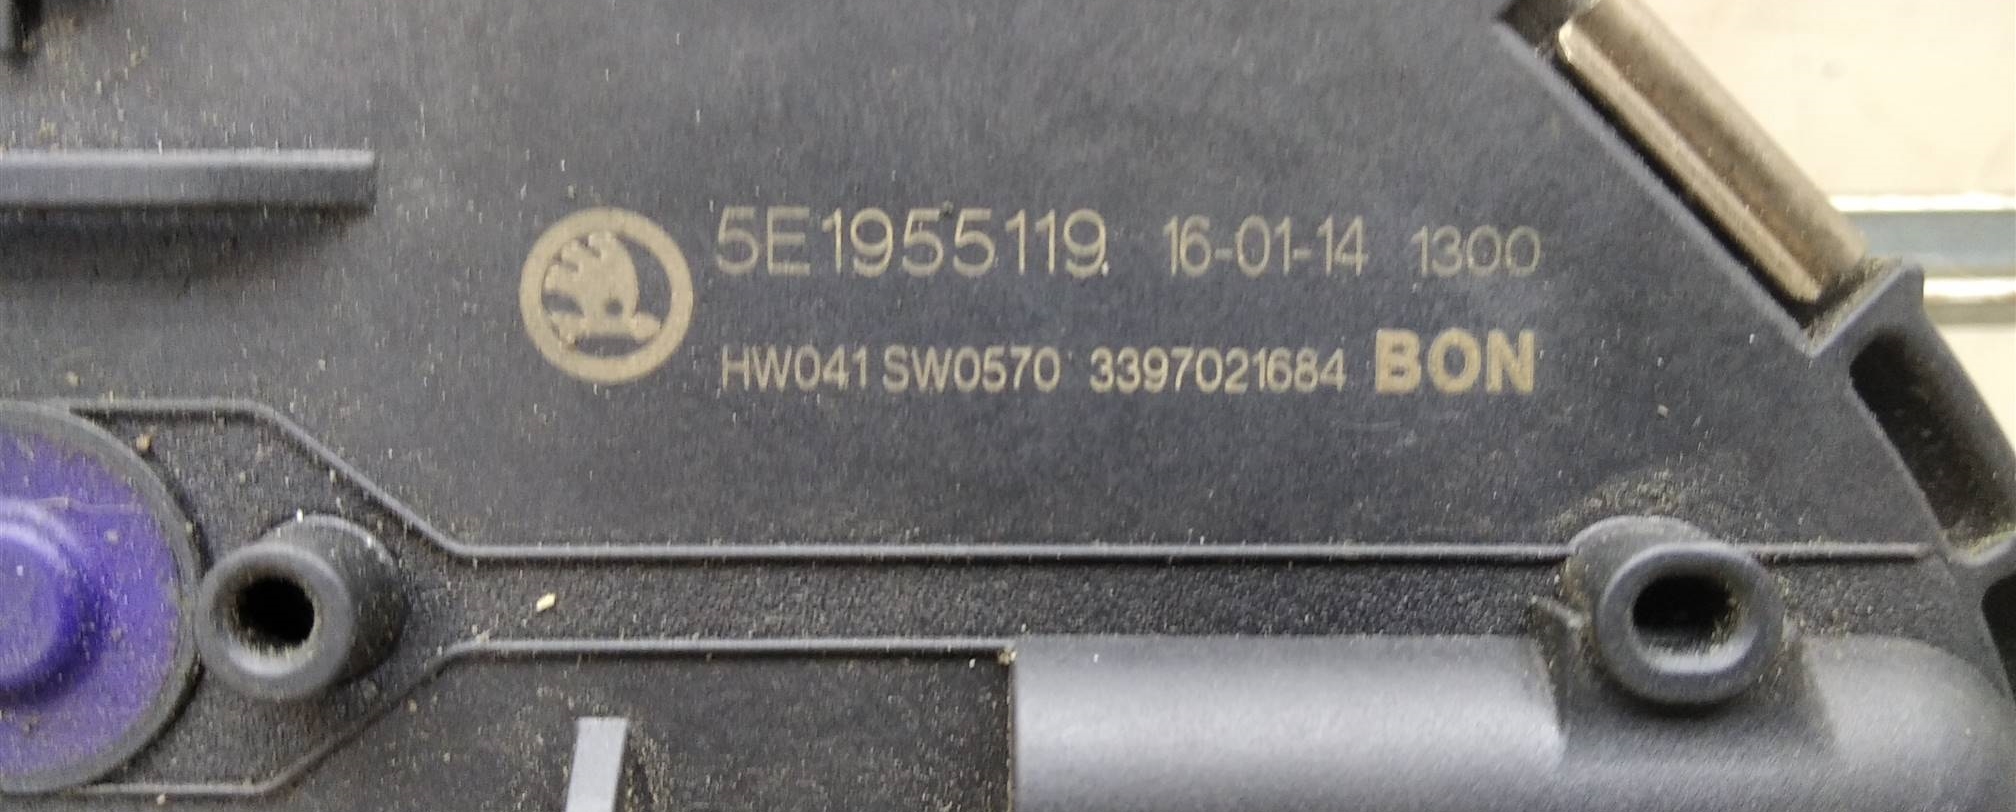 5E1955119. 16-01-14 1300
HW041 SW0570 3397021684 BON